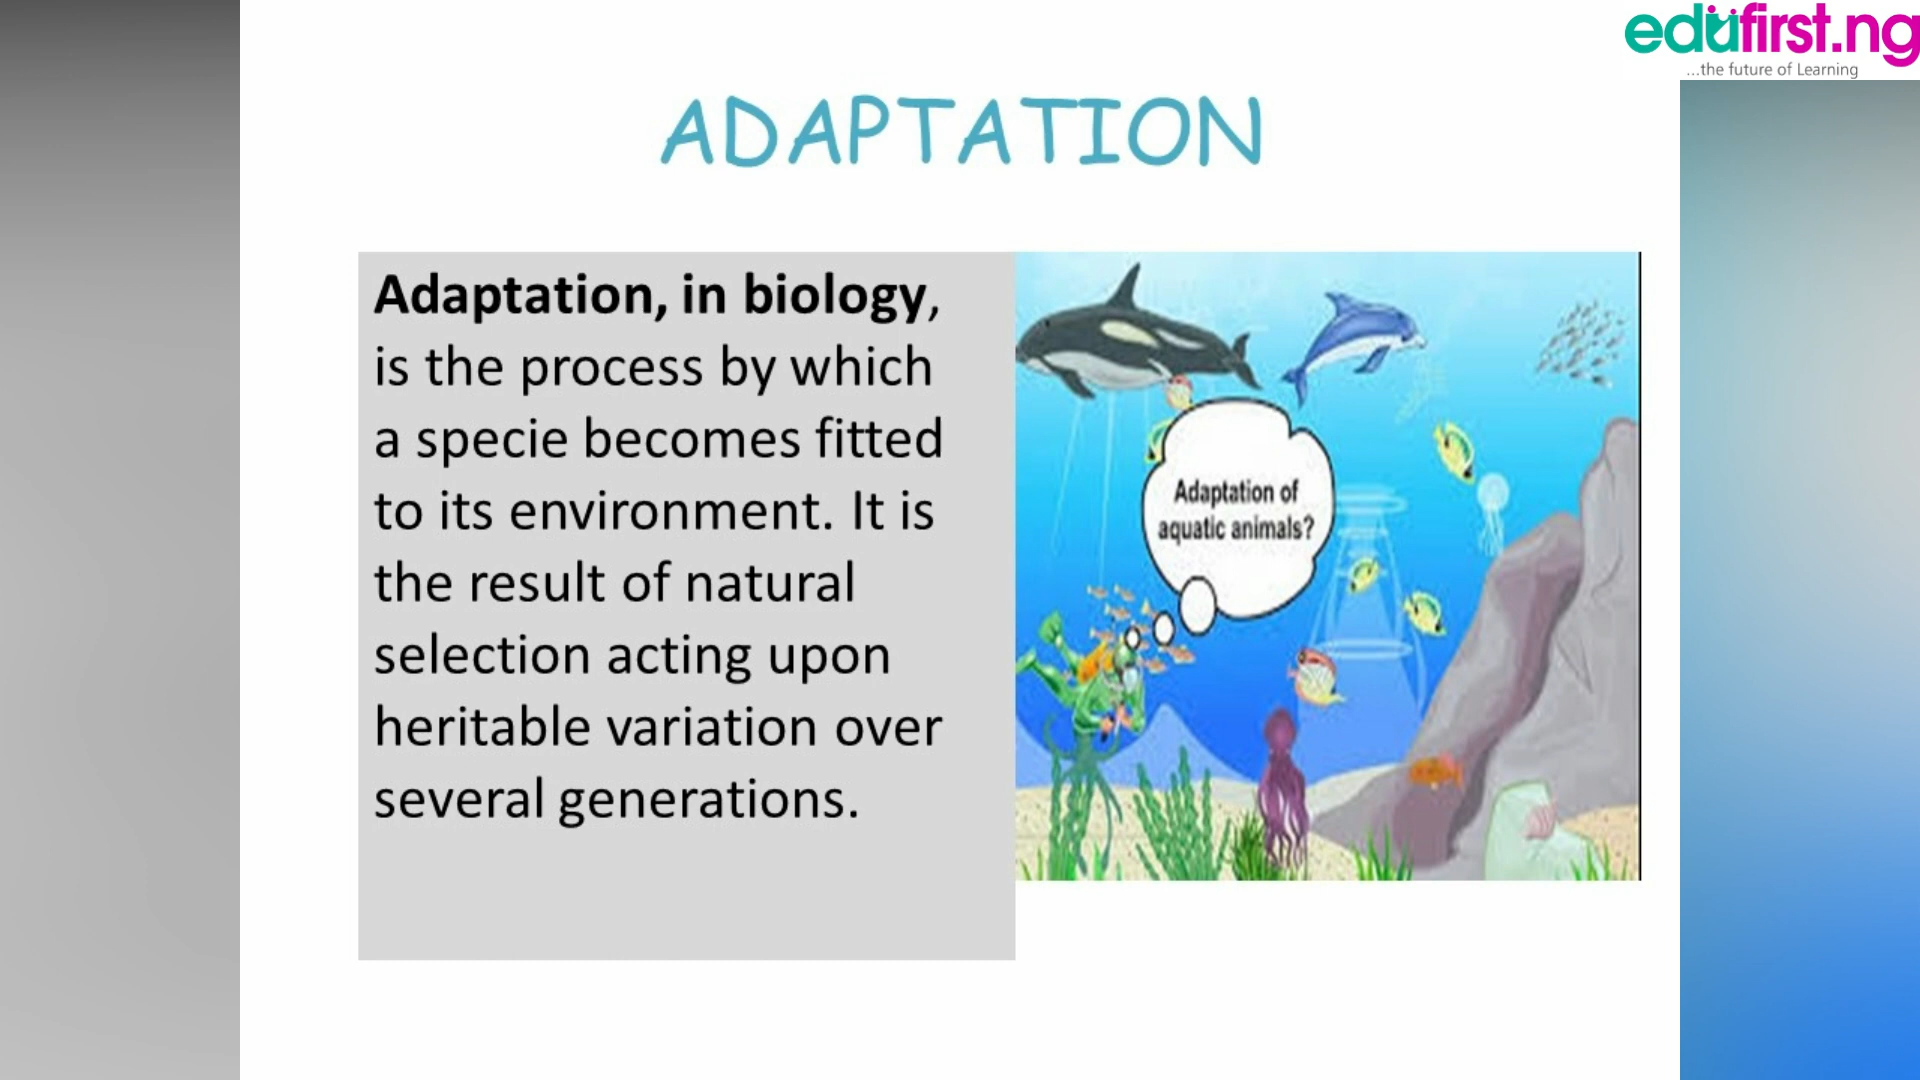 edufirst.ng
...the future of Learning
ADAPTATION
Adaptation, in biology,
is the process by which
a specie becomes fitted
to its environment. It is
the result of natural
selection acting upon
heritable variation over
several generations.
Adaptation of
aquatic animals?